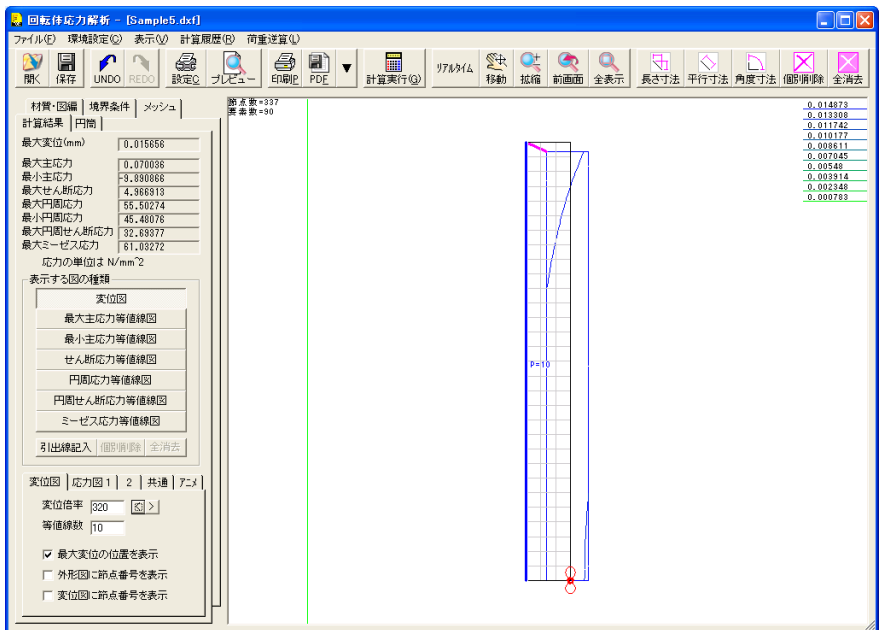 回転体応力解析 - [Sample5.dxf]
ファイル(F) 環境設定(C) 表示(V) 計算履歴(R) 荷重逆算(L)
開く 保存 UNDO REDO 設定C プレビュー 印刷P PDF 計算実行(G) リアルタイム 移動 拡縮 前画面 全表示 長さ寸法 平行寸法 角度寸法 個別削除 全消去
材質・図編 境界条件 メッシュ
計算結果 円筒
最大変位(mm) 0.015656
最大主応力 0.070036
最小主応力 -9.890866
最大せん断応力 4.966913
最大円周応力 55.50274
最小円周応力 45.48076
最大円周せん断応力 32.69377
最大ミーゼス応力 61.03272
応力の単位は N/mm^2
表示する図の種類
変位図
最大主応力等値線図
最小主応力等値線図
せん断応力等値線図
円周応力等値線図
円周せん断応力等値線図
ミーゼス応力等値線図
引出線記入 個別削除 全消去
変位図 応力図1 2 共通 アニメ
変位倍率 320 < >
等値線数 10
最大変位の位置を表示
外形図に節点番号を表示
変位図に節点番号を表示
節点数=337
要素数=90
P=10
0.014873
0.013308
0.011742
0.010177
0.008611
0.007045
0.00548
0.003914
0.002348
0.000783